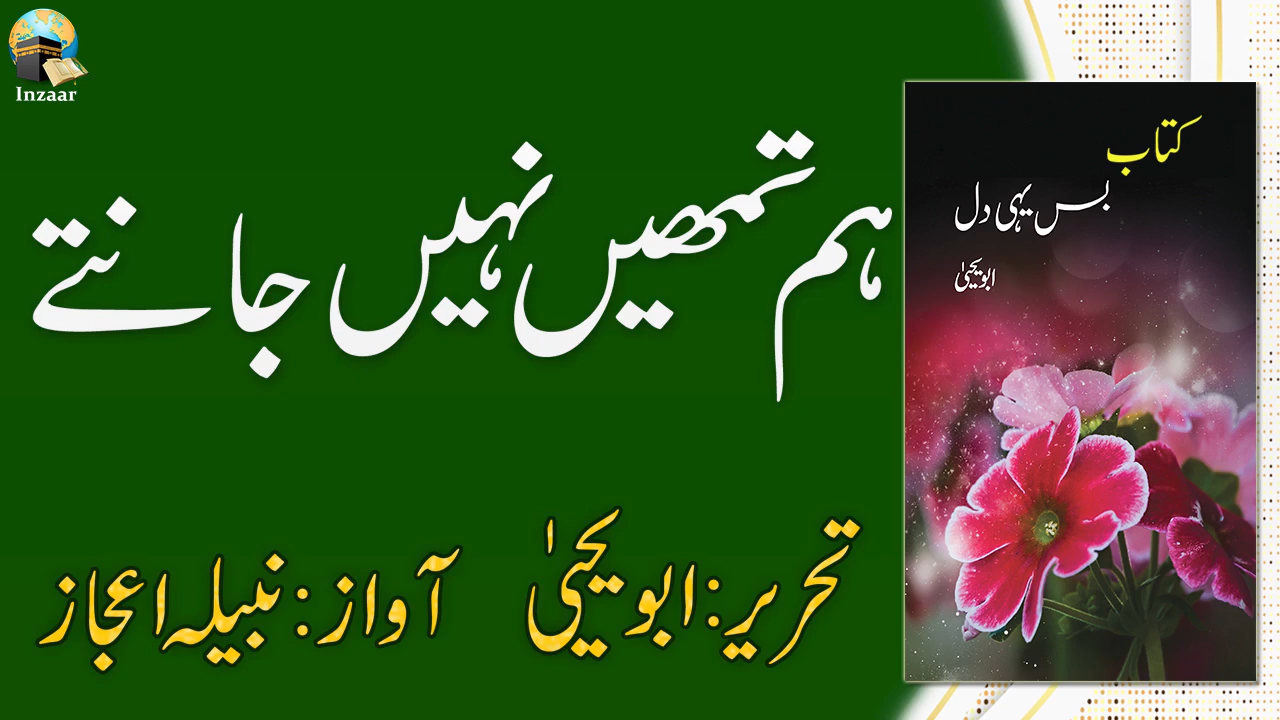 Inzaar
ہم تمھیں نہیں جانتے
تحریر: ابویحییٰ آواز: نبیلہ اعجاز
کتاب
بس یہی دل
ابویحییٰ